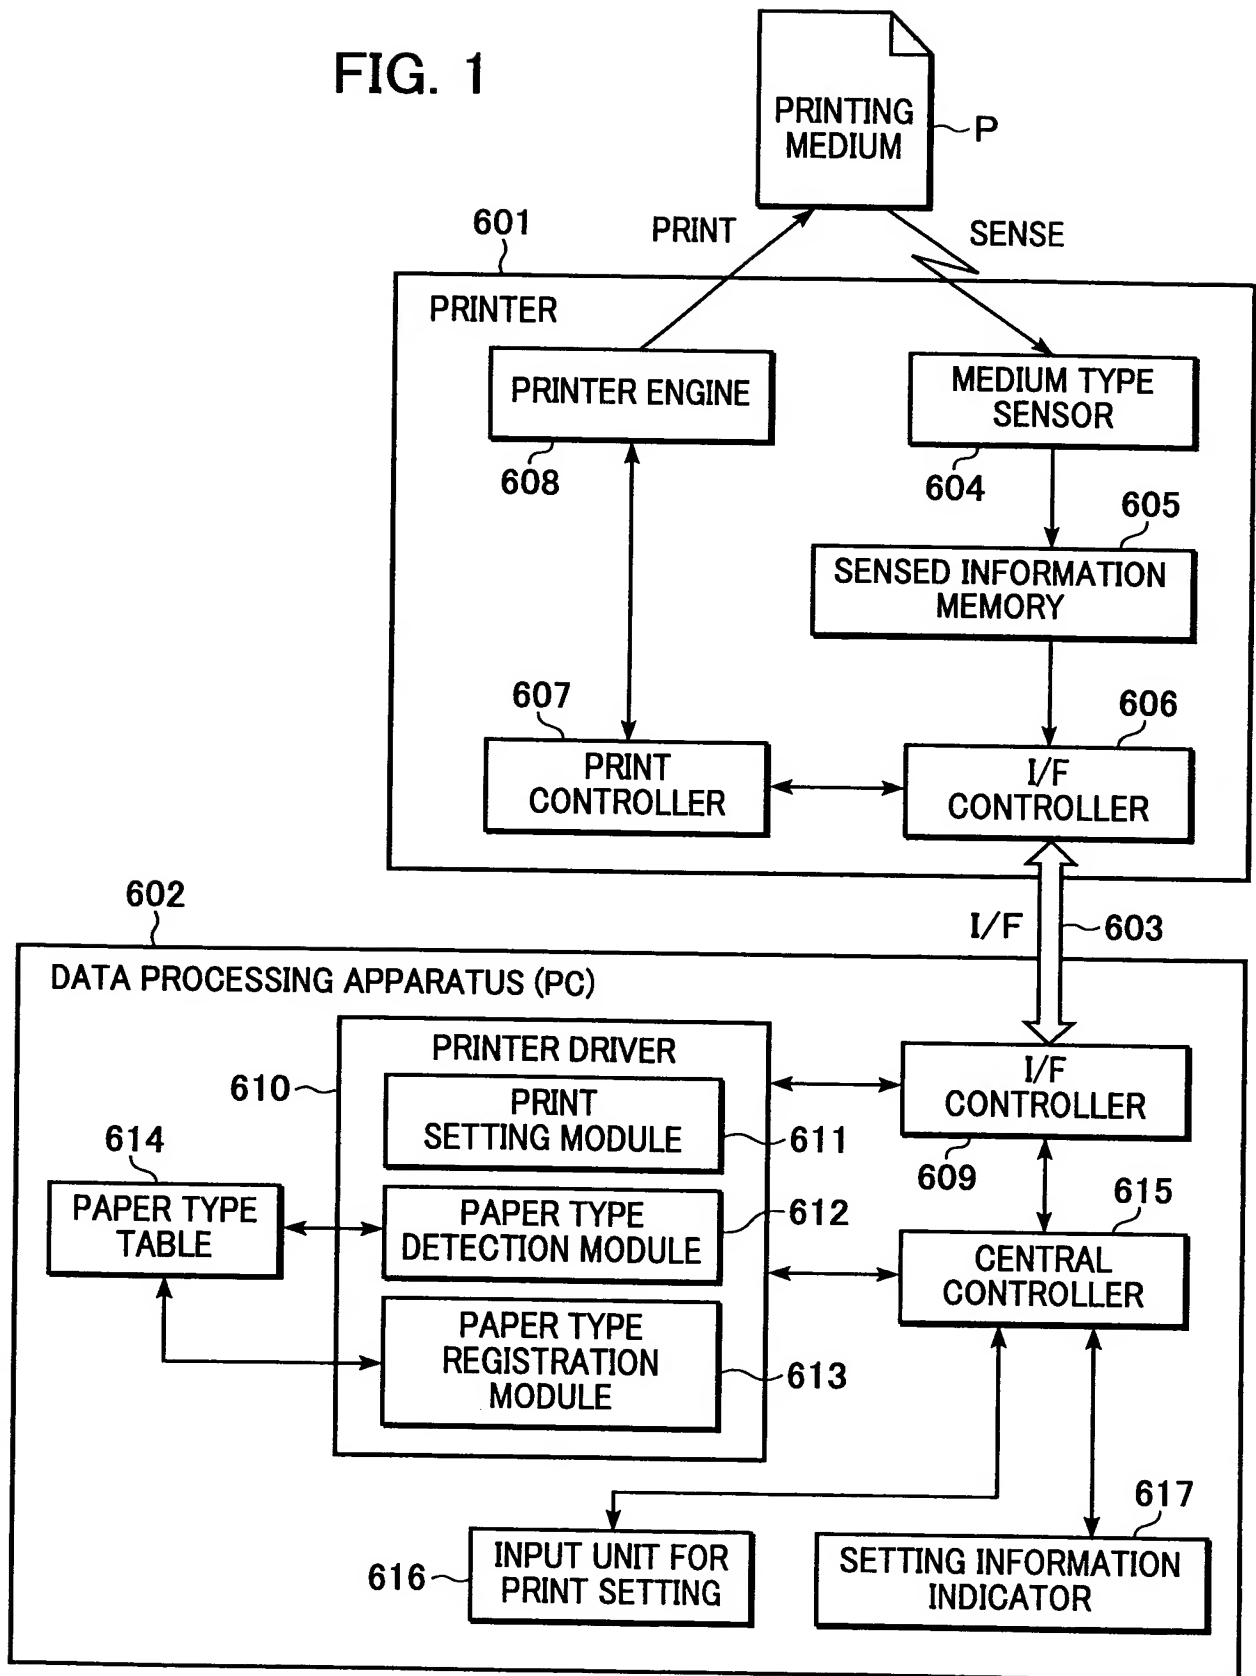 FIG. 1
PRINTING
MEDIUM
P
PRINT
SENSE
601
PRINTER
PRINTER ENGINE
608
MEDIUM TYPE
SENSOR
604
605
SENSED INFORMATION
MEMORY
607
PRINT
CONTROLLER
606
I/F
CONTROLLER
602
I/F
603
DATA PROCESSING APPARATUS (PC)
PRINTER DRIVER
610
PRINT
SETTING MODULE
611
I/F
CONTROLLER
609
614
PAPER TYPE
TABLE
PAPER TYPE
DETECTION MODULE
612
615
CENTRAL
CONTROLLER
PAPER TYPE
REGISTRATION
MODULE
613
616
INPUT UNIT FOR
PRINT SETTING
617
SETTING INFORMATION
INDICATOR